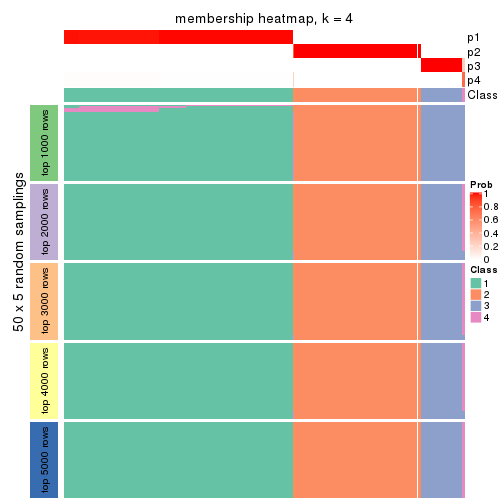 membership heatmap, k = 4
p1
p2
p3
p4
Class
50 x 5 random samplings
top 1000 rows
top 2000 rows
top 3000 rows
top 4000 rows
top 5000 rows
Prob
1
0.8
0.6
0.4
0.2
0
Class
1
2
3
4